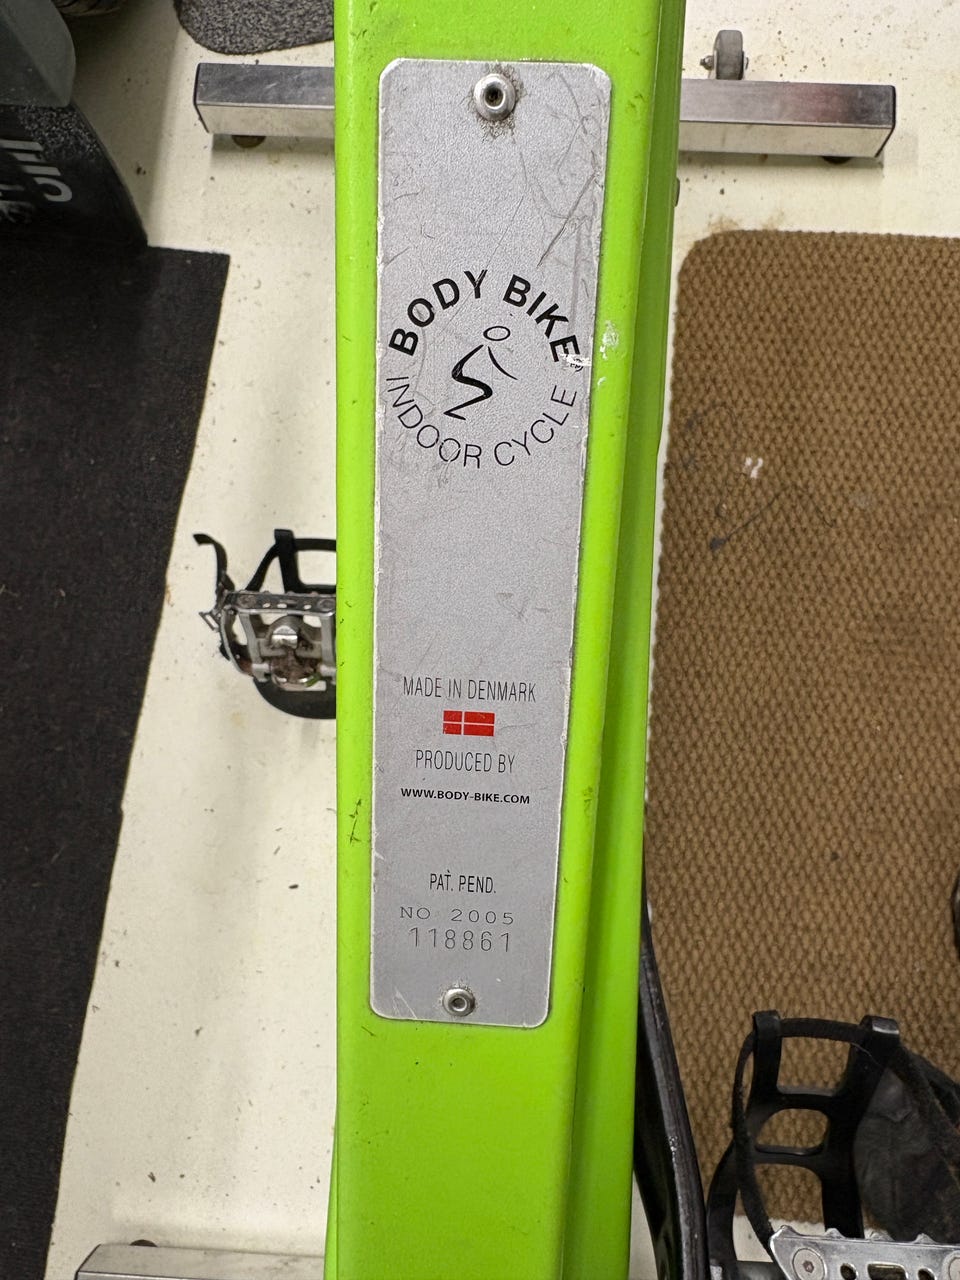 BODY BIKE®
INDOOR CYCLE
MADE IN DENMARK
PRODUCED BY
WWW.BODY-BIKE.COM
PAT. PEND.
NO 2005
118861